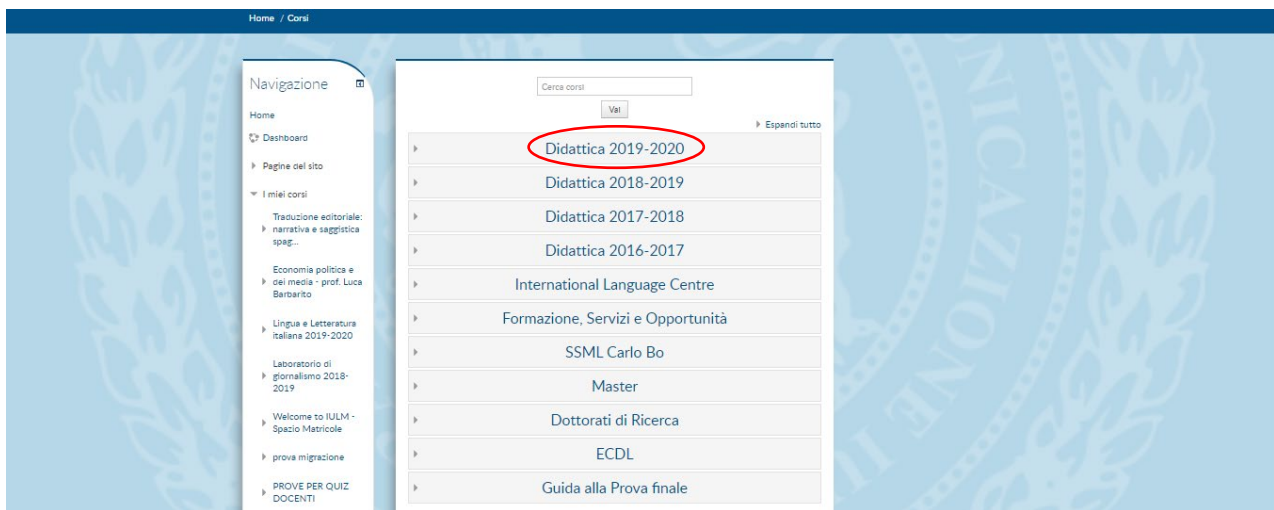 Home / Corsi
Navigazione
Home
Dashboard
Pagine del sito
I miei corsi
Traduzione editoriale:
narrativa e saggistica
spag...
Economia politica e
dei media - prof. Luca
Barbarito
Lingua e Letteratura
italiana 2019-2020
Laboratorio di
giornalismo 2018-
2019
Welcome to IULM -
Spazio Matricole
prova migrazione
PROVE PER QUIZ
DOCENTI
Cerca corsi
Vai
Espandi tutto
Didattica 2019-2020
Didattica 2018-2019
Didattica 2017-2018
Didattica 2016-2017
International Language Centre
Formazione, Servizi e Opportunità
SSML Carlo Bo
Master
Dottorati di Ricerca
ECDL
Guida alla Prova finale